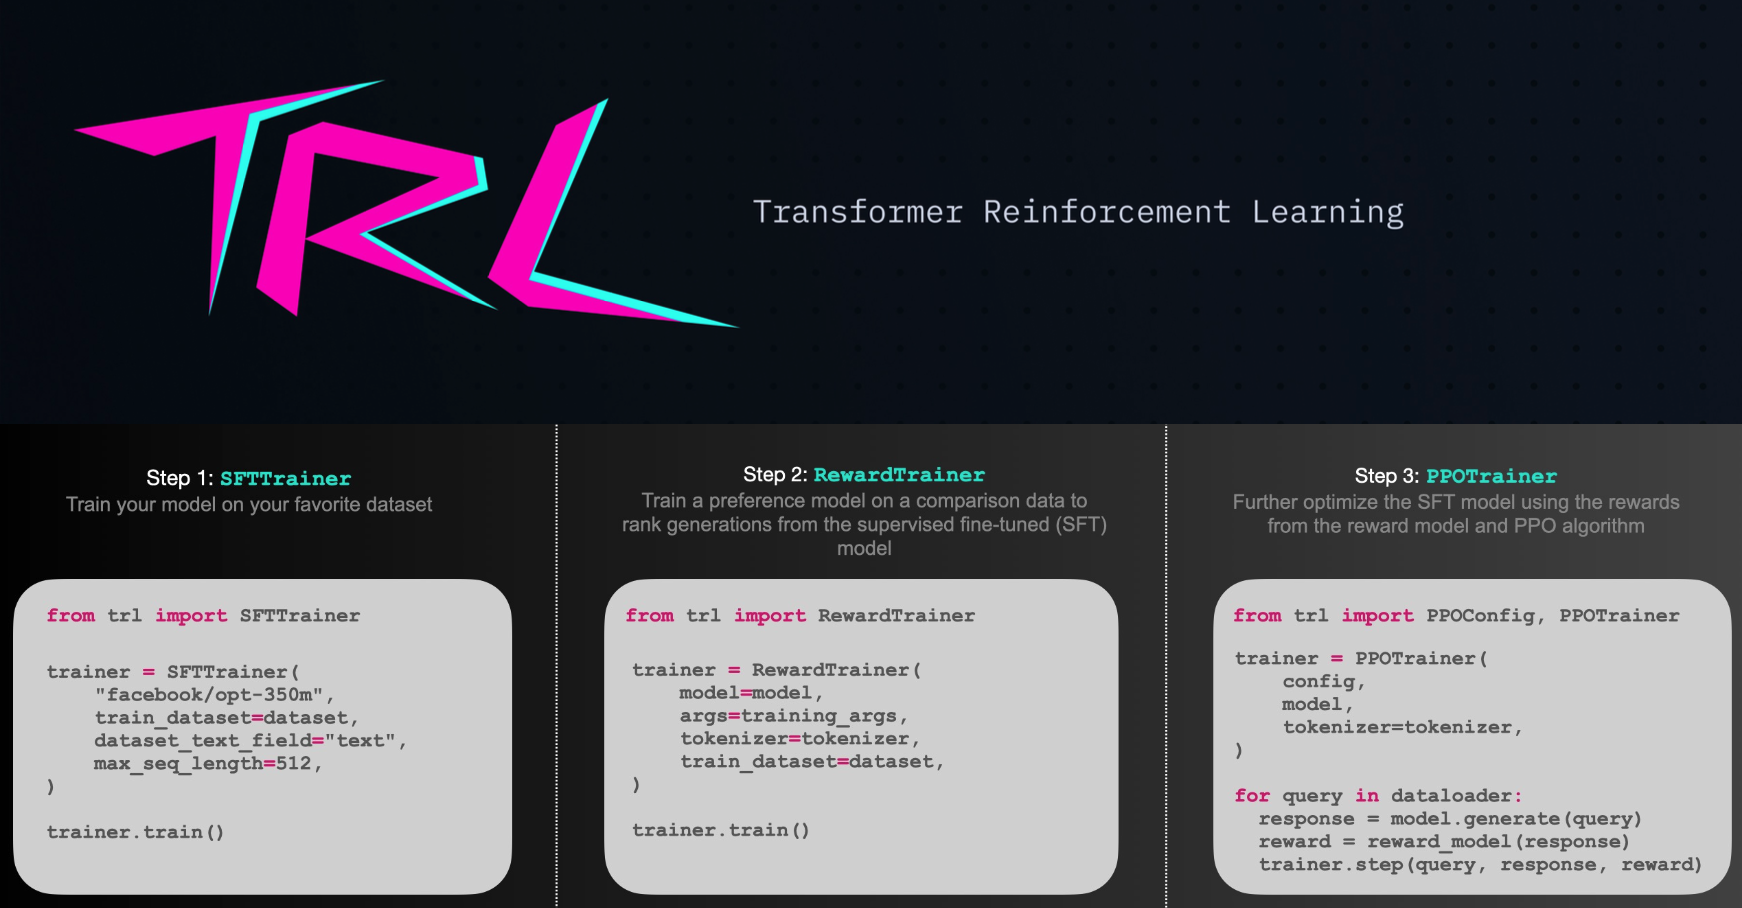 TRL
Transformer Reinforcement Learning
Step 1: SFTTrainer
Train your model on your favorite dataset
from trl import SFTTrainer
trainer = SFTTrainer(
    "facebook/opt-350m",
    train_dataset=dataset,
    dataset_text_field="text",
    max_seq_length=512,
)
trainer.train()
Step 2: RewardTrainer
Train a preference model on a comparison data to
rank generations from the supervised fine-tuned (SFT)
model
from trl import RewardTrainer
trainer = RewardTrainer(
    model=model,
    args=training_args,
    tokenizer=tokenizer,
    train_dataset=dataset,
)
trainer.train()
Step 3: PPOTrainer
Further optimize the SFT model using the rewards
from the reward model and PPO algorithm
from trl import PPOConfig, PPOTrainer
trainer = PPOTrainer(
    config,
    model,
    tokenizer=tokenizer,
)
for query in dataloader:
  response = model.generate(query)
  reward = reward_model(response)
  trainer.step(query, response, reward)